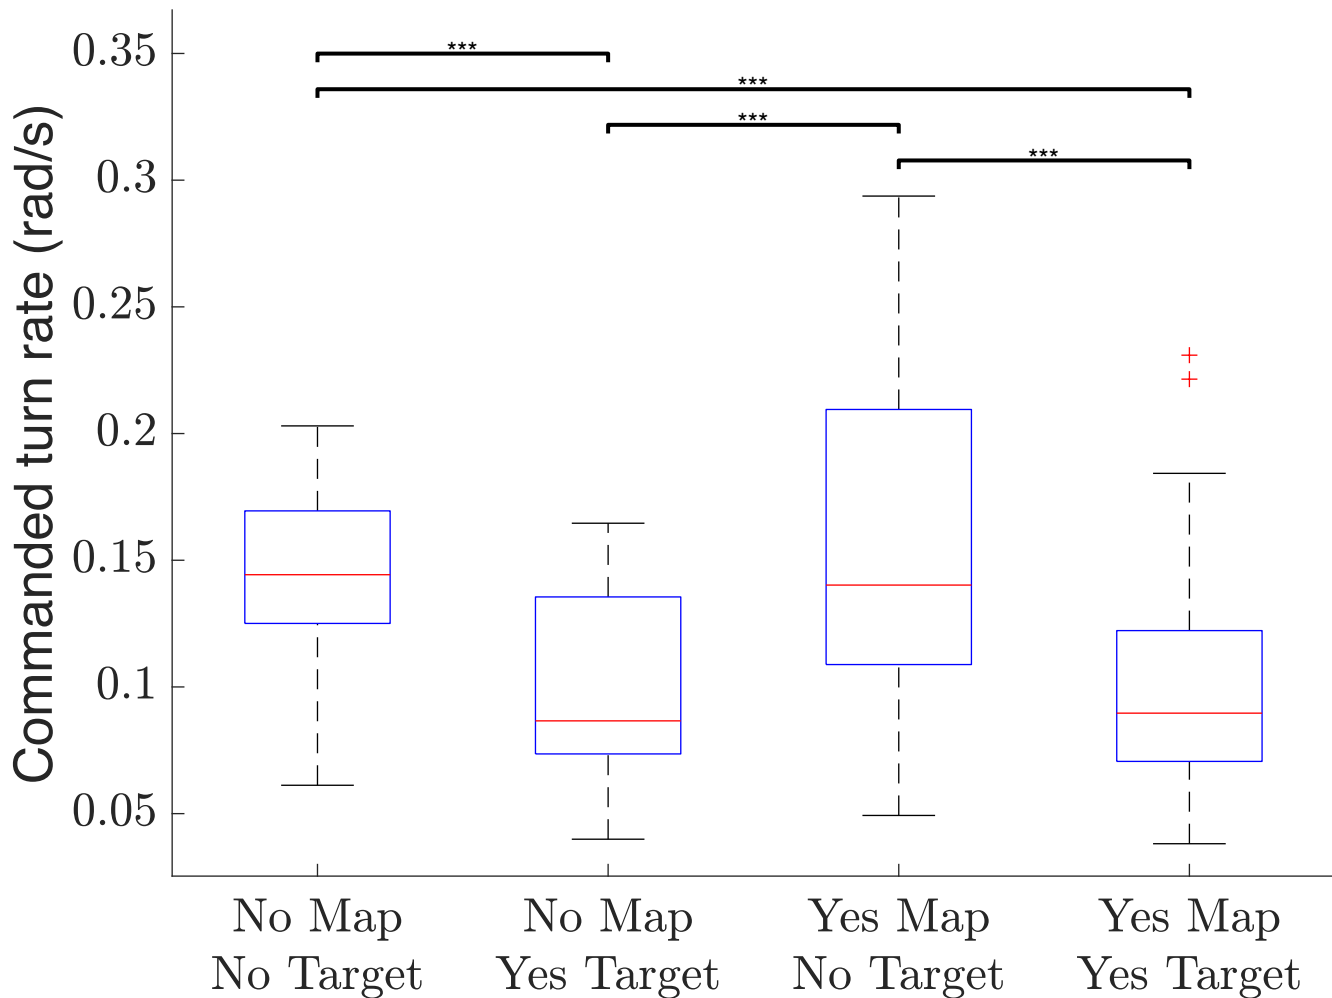 Commanded turn rate (rad/s)
0.35
0.3
0.25
0.2
0.15
0.1
0.05
***
***
***
***
No Map
No Target
No Map
Yes Target
Yes Map
No Target
Yes Map
Yes Target